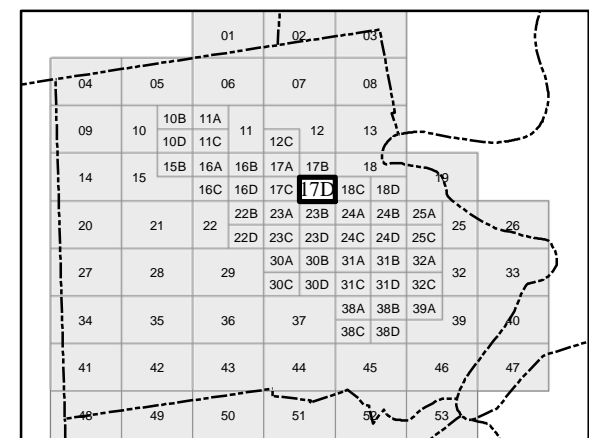 01 02 03
04 05 06 07 08
10B 11A
09 10 11 12 13
10D 11C 12C
15B 16A 16B 17A 17B 18
14 15 19
16C 16D 17C 17D 18C 18D
22B 23A 23B 24A 24B 25A
20 21 22 25 26
22D 23C 23D 24C 24D 25C
30A 30B 31A 31B 32A
27 28 29 32 33
30C 30D 31C 31D 32C
38A 38B 39A
34 35 36 37 39 40
38C 38D
41 42 43 44 45 46 47
48 49 50 51 52 53